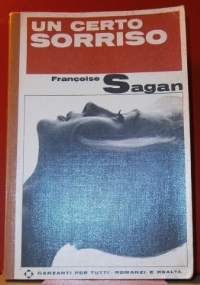 UN CERTO
SORRISO
Françoise Sagan
GARZANTI PER TUTTI · ROMANZI E REALTÀ